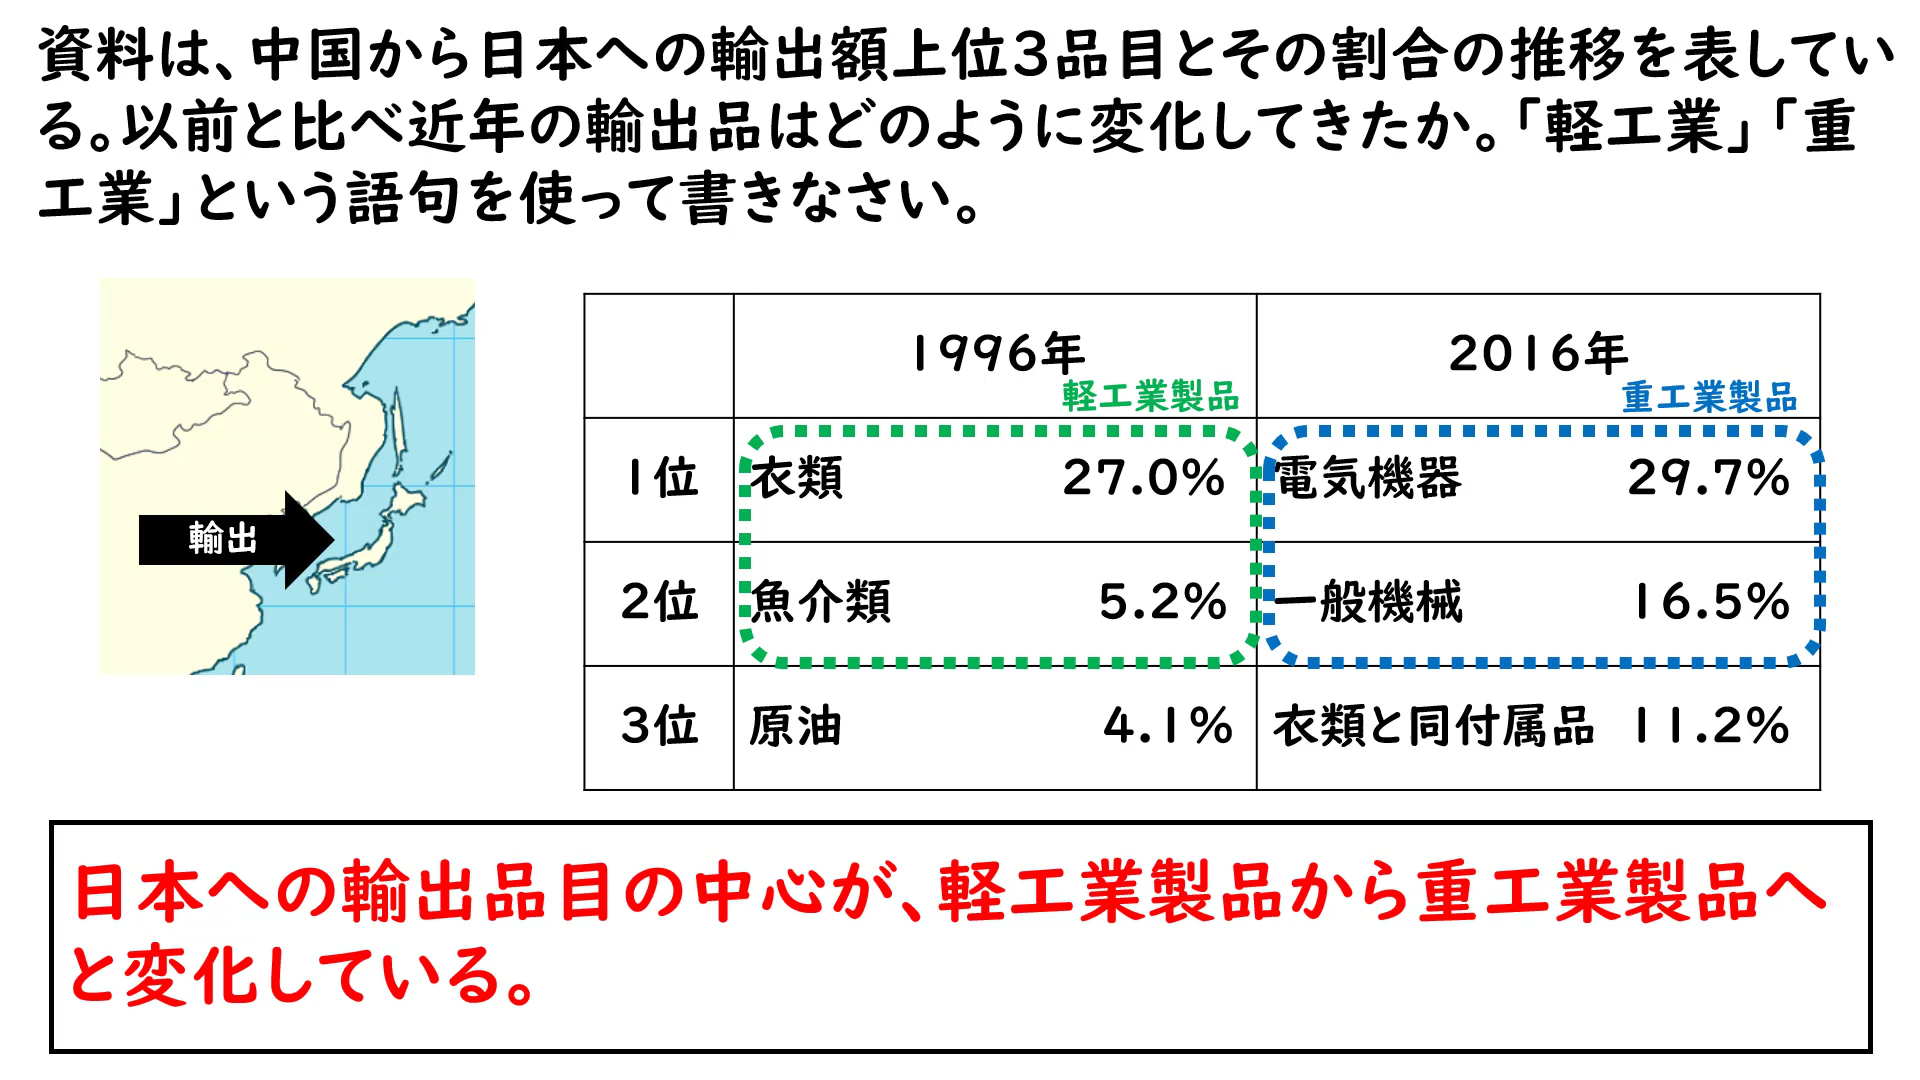 資料は、中国から日本への輸出額上位3品目とその割合の推移を表してい
る。以前と比べ近年の輸出品はどのように変化してきたか。「軽工業」「重
工業」という語句を使って書きなさい。
輸出
1996年 2016年
軽工業製品 重工業製品
1位 衣類 27.0% 電気機器 29.7%
2位 魚介類 5.2% 一般機械 16.5%
3位 原油 4.1% 衣類と同付属品 11.2%
日本への輸出品目の中心が、軽工業製品から重工業製品へ
と変化している。